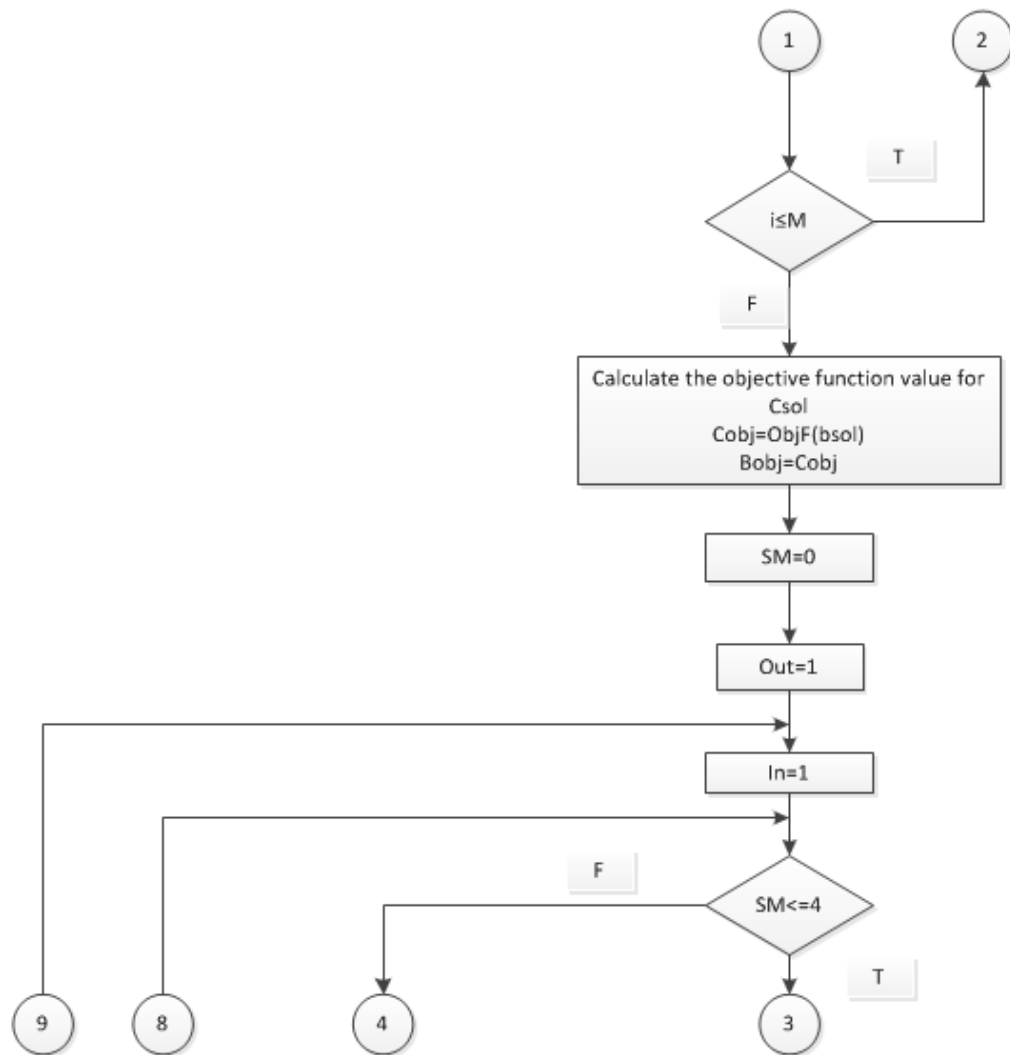 1
2
T
i≤M
F
Calculate the objective function value for
Csol
Cobj=ObjF(bsol)
Bobj=Cobj
SM=0
Out=1
In=1
F
SM<=4
T
9
8
4
3